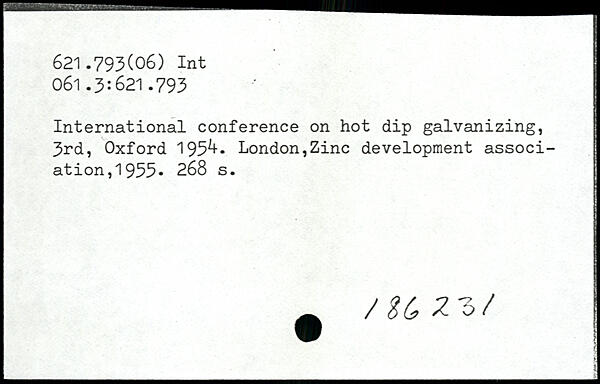 621.793(06) Int
061.3:621.793
International conference on hot dip galvanizing,
3rd, Oxford 1954. London,Zinc development associ-
ation,1955. 268 s.
186231